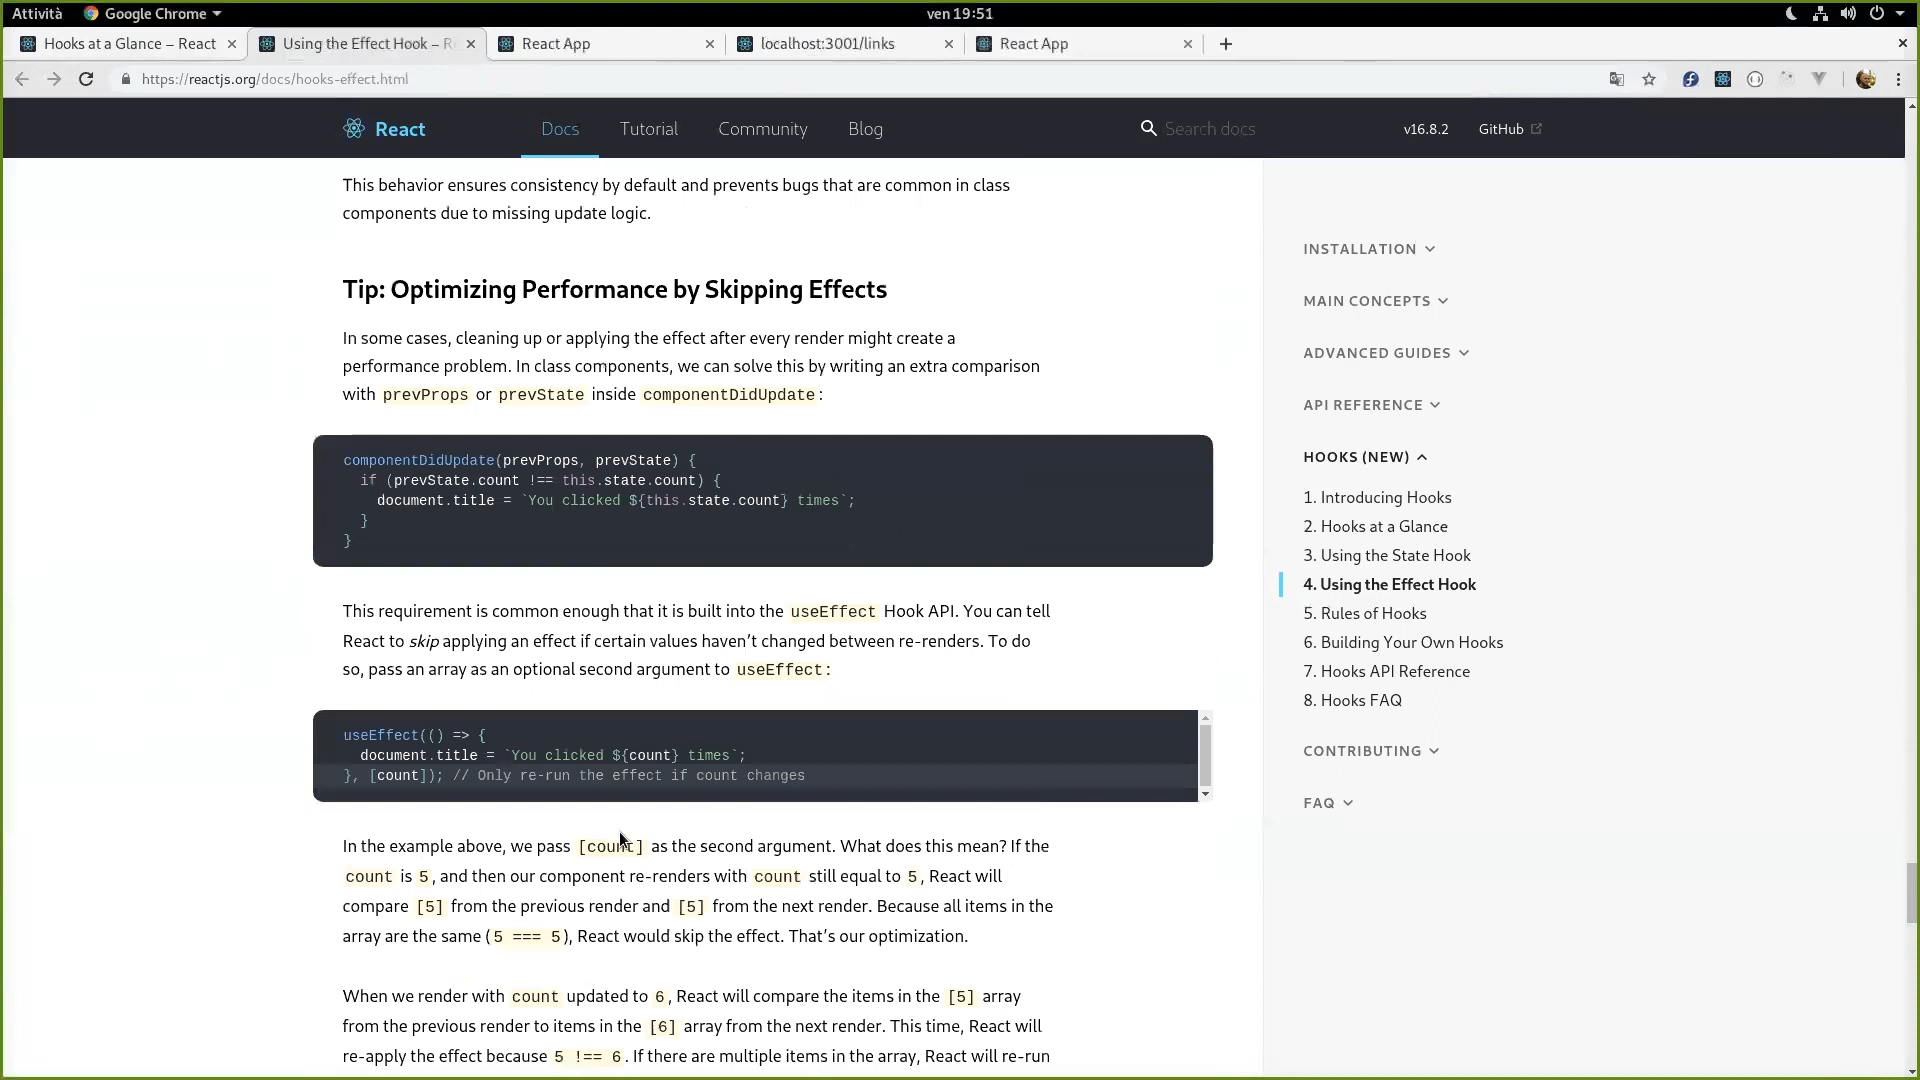 Attività
Google Chrome
ven 19:51
Hooks at a Glance – React
Using the Effect Hook – R
React App
localhost:3001/links
React App
https://reactjs.org/docs/hooks-effect.html
React
Docs
Tutorial
Community
Blog
Search docs
v16.8.2
GitHub
This behavior ensures consistency by default and prevents bugs that are common in class
components due to missing update logic.
Tip: Optimizing Performance by Skipping Effects
In some cases, cleaning up or applying the effect after every render might create a
performance problem. In class components, we can solve this by writing an extra comparison
with prevProps or prevState inside componentDidUpdate:
componentDidUpdate(prevProps, prevState) {
  if (prevState.count !== this.state.count) {
    document.title = `You clicked ${this.state.count} times`;
  }
}
This requirement is common enough that it is built into the useEffect Hook API. You can tell
React to skip applying an effect if certain values haven’t changed between re-renders. To do
so, pass an array as an optional second argument to useEffect:
useEffect(() => {
  document.title = `You clicked ${count} times`;
}, [count]); // Only re-run the effect if count changes
In the example above, we pass [count] as the second argument. What does this mean? If the
count is 5, and then our component re-renders with count still equal to 5, React will
compare [5] from the previous render and [5] from the next render. Because all items in the
array are the same (5 === 5), React would skip the effect. That’s our optimization.
When we render with count updated to 6, React will compare the items in the [5] array
from the previous render to items in the [6] array from the next render. This time, React will
re-apply the effect because 5 !== 6. If there are multiple items in the array, React will re-run
INSTALLATION
MAIN CONCEPTS
ADVANCED GUIDES
API REFERENCE
HOOKS (NEW)
1. Introducing Hooks
2. Hooks at a Glance
3. Using the State Hook
4. Using the Effect Hook
5. Rules of Hooks
6. Building Your Own Hooks
7. Hooks API Reference
8. Hooks FAQ
CONTRIBUTING
FAQ